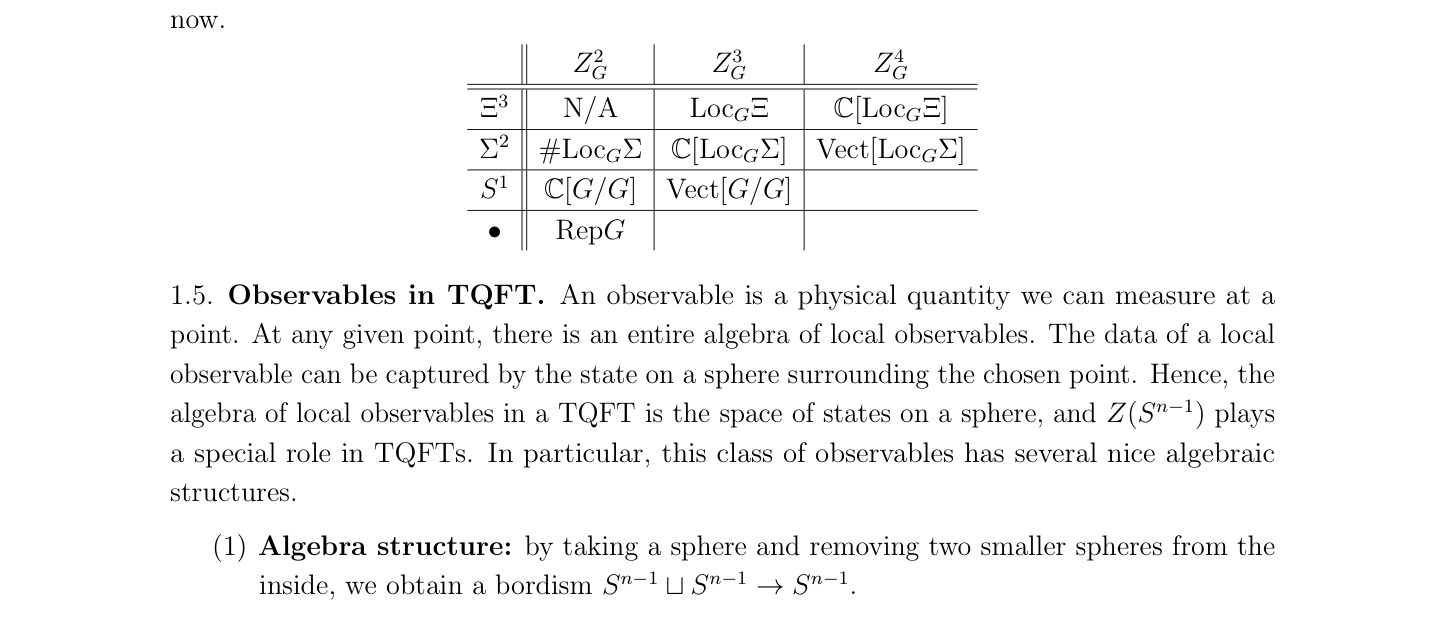 now.
Z_G^2 Z_G^3 Z_G^4
Ξ^3 N/A Loc_GΞ ℂ[Loc_GΞ]
Σ^2 #Loc_GΣ ℂ[Loc_GΣ] Vect[Loc_GΣ]
S^1 ℂ[G/G] Vect[G/G]
• RepG
1.5. Observables in TQFT. An observable is a physical quantity we can measure at a
point. At any given point, there is an entire algebra of local observables. The data of a local
observable can be captured by the state on a sphere surrounding the chosen point. Hence, the
algebra of local observables in a TQFT is the space of states on a sphere, and Z(S^{n−1}) plays
a special role in TQFTs. In particular, this class of observables has several nice algebraic
structures.
(1) Algebra structure: by taking a sphere and removing two smaller spheres from the
inside, we obtain a bordism S^{n−1} ⊔ S^{n−1} → S^{n−1}.